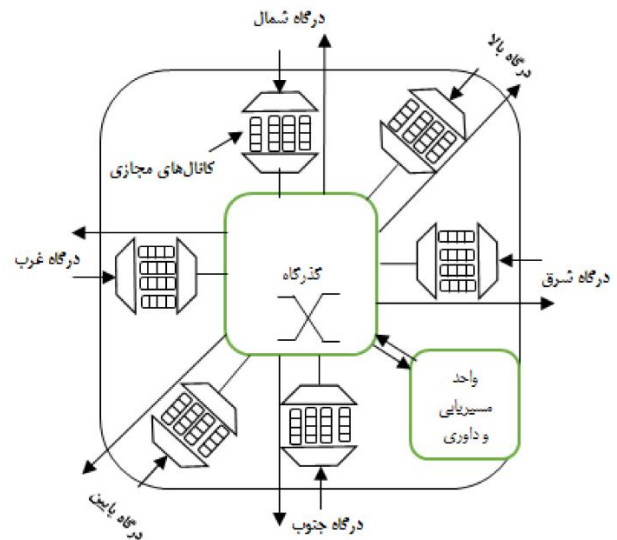 درگاه شمال
درگاه بالا
کانال‌های مجازی
درگاه غرب
گذرگاه
درگاه شرق
واحد
مسیریابی
و داوری
درگاه پایین
درگاه جنوب